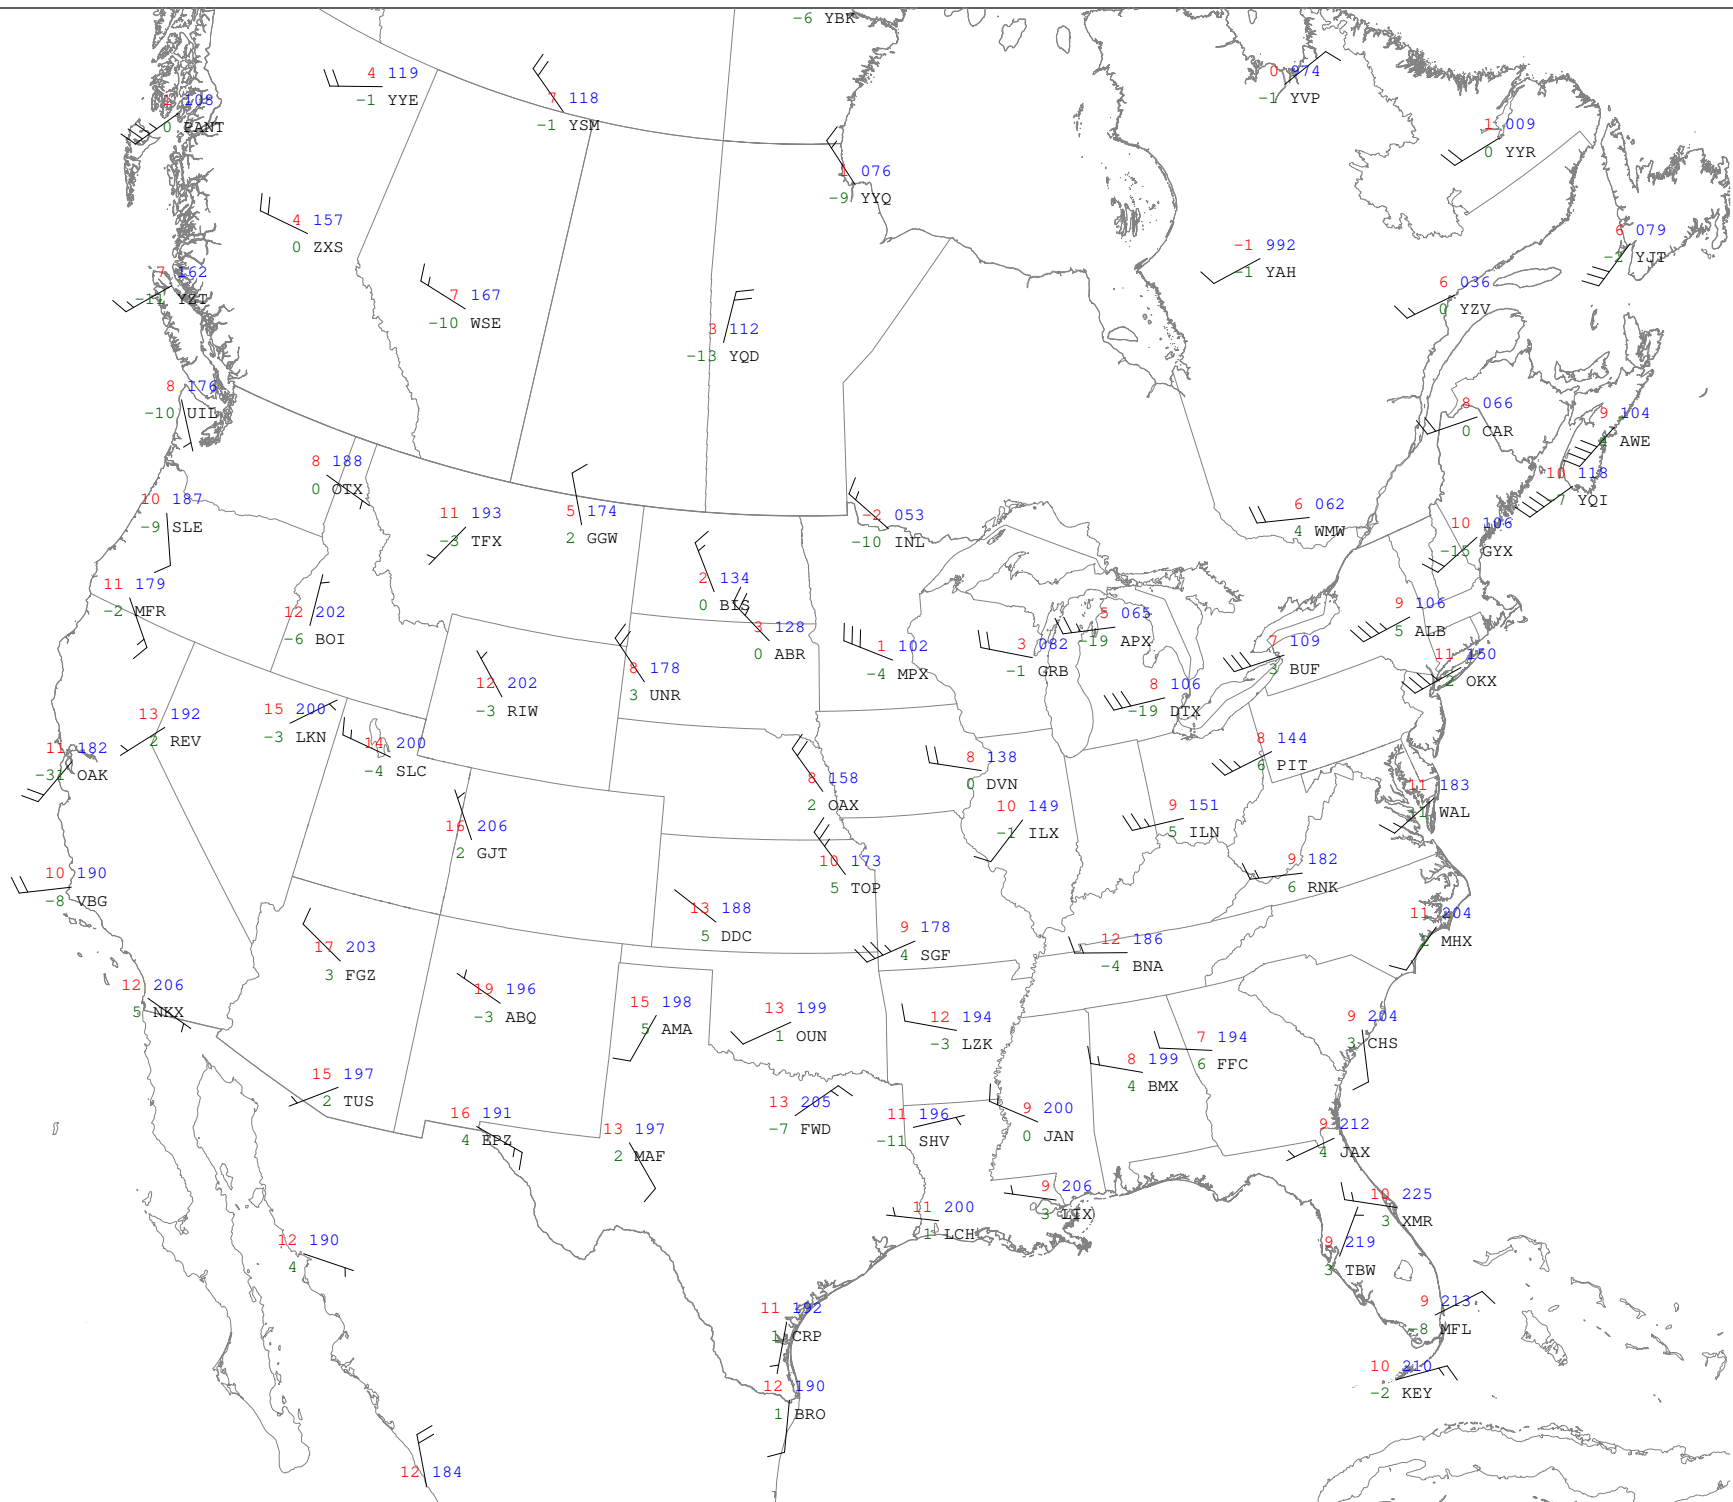 -6 YBK
4 119
-1 YYE
7 118
-1 YSM
0 974
-1 YVP
108
0 PANT
1 009
0 YYR
1 076
-9 YYQ
4 157
0 ZXS
6 079
-2 YJT
-1 992
-1 YAH
7 162
-11 YZT
6 036
0 YZV
7 167
-10 WSE
3 112
-13 YQD
8 176
-10 UIL
8 066
0 CAR
9 104
4 AWE
8 188
0 OTX
10 118
-7 YQI
10 187
-9 SLE
11 193
-3 TFX
5 174
2 GGW
-2 053
-10 INL
6 062
4 WMW
10 106
-15 GYX
11 179
-2 MFR
12 202
-6 BOI
2 134
0 BIS
3 128
0 ABR
1 102
-4 MPX
3 082
-1 GRB
5 065
-19 APX
7 109
3 BUF
9 106
5 ALB
11 150
2 OKX
12 202
-3 RIW
8 178
3 UNR
8 106
-19 DTX
13 192
2 REV
15 200
-3 LKN
14 200
-4 SLC
11 182
-31 OAK
8 158
2 OAX
8 138
0 DVN
8 144
6 PIT
11 183
-11 WAL
16 206
2 GJT
10 149
-1 ILX
9 151
5 ILN
10 190
-8 VBG
10 173
5 TOP
9 182
6 RNK
13 188
5 DDC
9 178
4 SGF
11 204
MHX
17 203
3 FGZ
12 186
-4 BNA
12 206
5 NKX
19 196
-3 ABQ
15 198
5 AMA
13 199
1 OUN
12 194
-3 LZK
7 194
6 FFC
9 204
3 CHS
15 197
2 TUS
8 199
4 BMX
16 191
4 EPZ
13 197
2 MAF
13 205
-7 FWD
11 196
-11 SHV
9 200
0 JAN
9 212
4 JAX
11 200
1 LCH
9 206
3 LIX
10 225
3 XMR
12 190
4
9 219
3 TBW
11 192
1 CRP
9 213
-8 MFL
12 190
1 BRO
10 210
-2 KEY
12 184